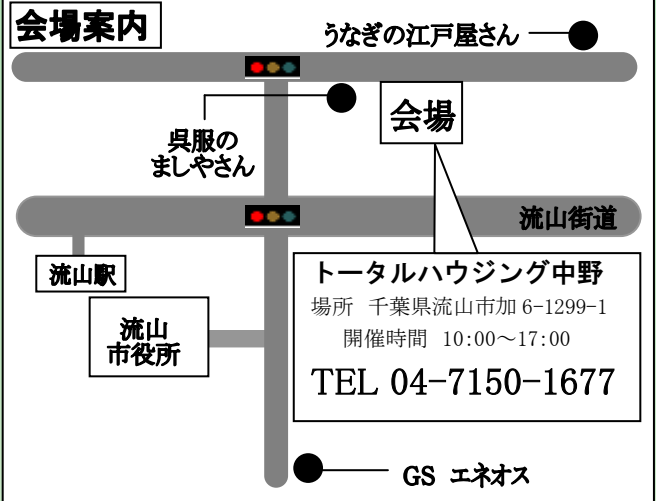 会場案内
うなぎの江戸屋さん
呉服の
ましやさん
会場
流山街道
流山駅
流山
市役所
トータルハウジング中野
場所 千葉県流山市加 6-1299-1
開催時間 10:00～17:00
TEL 04-7150-1677
GS エネオス